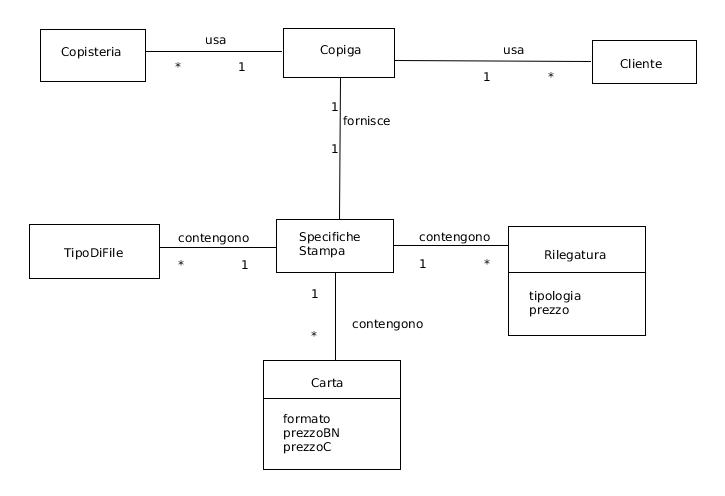 Copisteria
usa
* 1
Copiga
usa
1 *
Cliente
1
fornisce
1
TipoDiFile
contengono
* 1
Specifiche
Stampa
contengono
1 *
Rilegatura
tipologia
prezzo
1
contengono
*
Carta
formato
prezzoBN
prezzoC